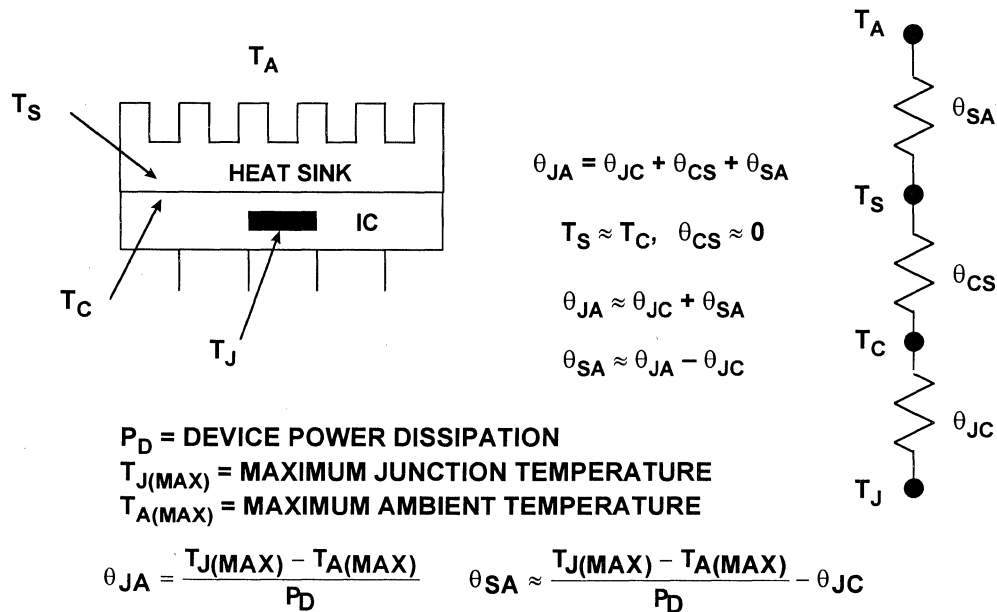 T_A
T_S
HEAT SINK
IC
T_C
T_J
θ_JA = θ_JC + θ_CS + θ_SA
T_S ≈ T_C, θ_CS ≈ 0
θ_JA ≈ θ_JC + θ_SA
θ_SA ≈ θ_JA − θ_JC
T_A
θ_SA
T_S
θ_CS
T_C
θ_JC
T_J
P_D = DEVICE POWER DISSIPATION
T_J(MAX) = MAXIMUM JUNCTION TEMPERATURE
T_A(MAX) = MAXIMUM AMBIENT TEMPERATURE
θ_JA = (T_J(MAX) − T_A(MAX)) / P_D
θ_SA ≈ (T_J(MAX) − T_A(MAX)) / P_D − θ_JC